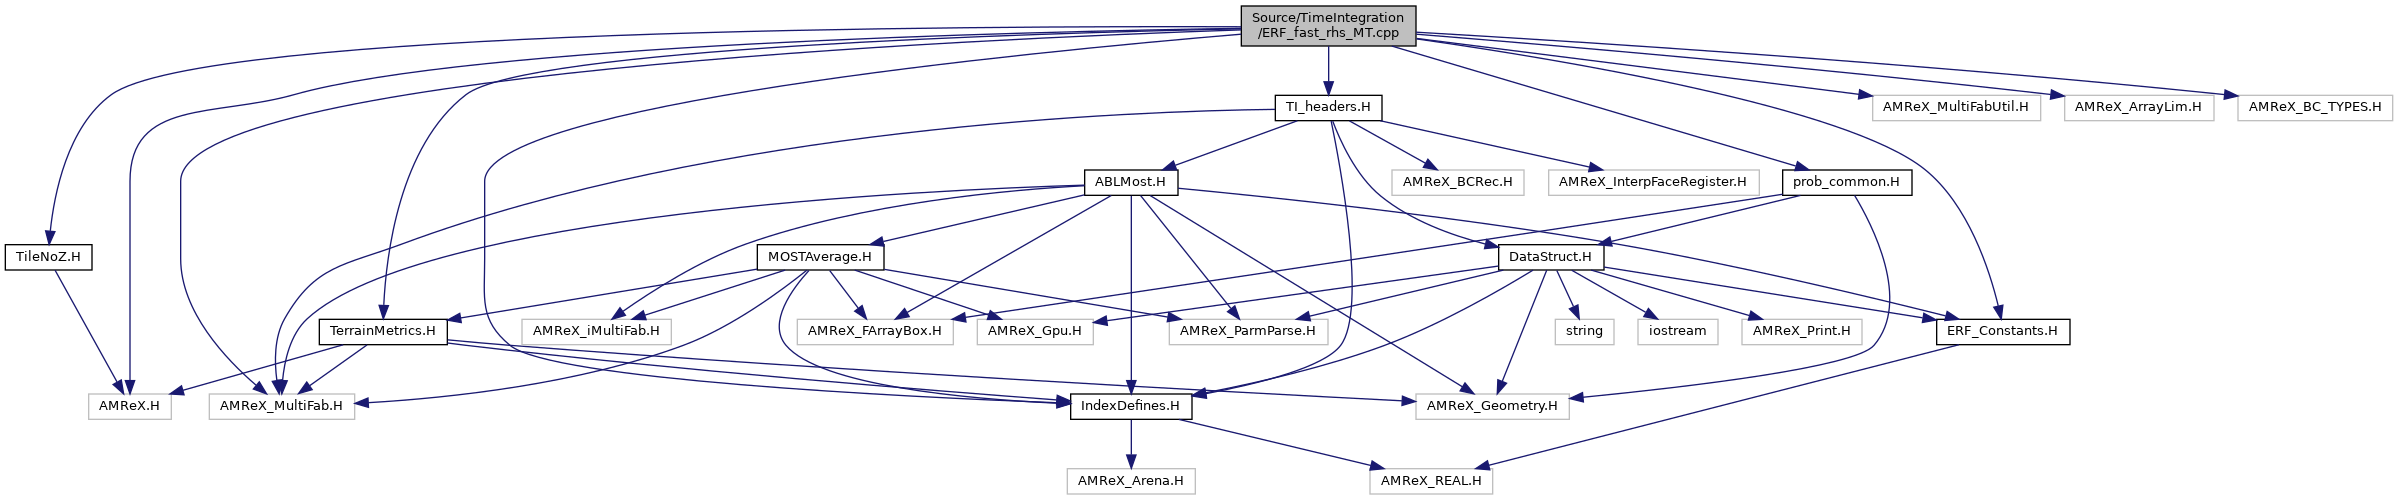 Source/TimeIntegration
/ERF_fast_rhs_MT.cpp
TI_headers.H
AMReX_MultiFabUtil.H
AMReX_ArrayLim.H
AMReX_BC_TYPES.H
ABLMost.H
AMReX_BCRec.H
AMReX_InterpFaceRegister.H
prob_common.H
TileNoZ.H
MOSTAverage.H
DataStruct.H
TerrainMetrics.H
AMReX_iMultiFab.H
AMReX_FArrayBox.H
AMReX_Gpu.H
AMReX_ParmParse.H
string
iostream
AMReX_Print.H
ERF_Constants.H
AMReX.H
AMReX_MultiFab.H
IndexDefines.H
AMReX_Geometry.H
AMReX_Arena.H
AMReX_REAL.H